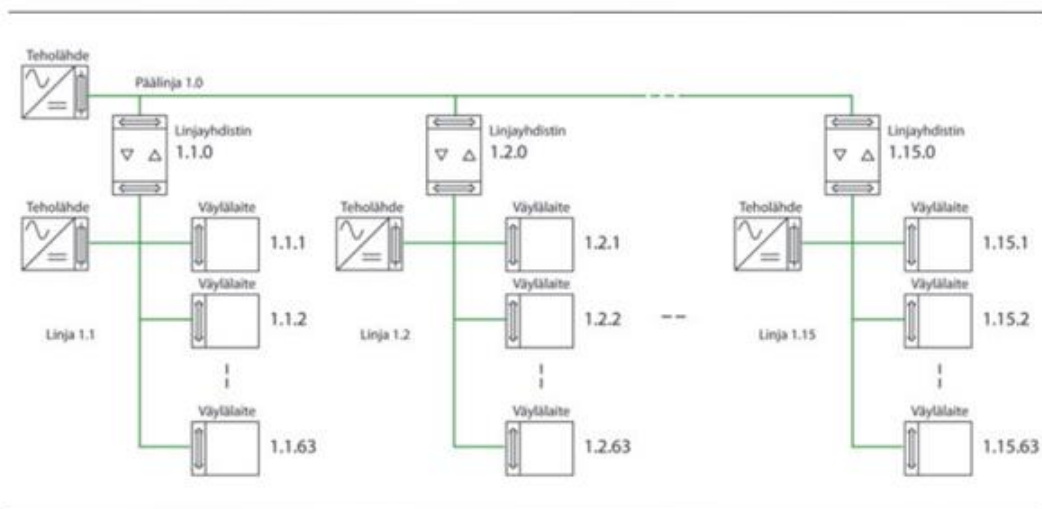 Teholähde
Päälinja 1.0
Linjayhdistin
1.1.0
Linjayhdistin
1.2.0
Linjayhdistin
1.15.0
Teholähde
Väylälaite
1.1.1
Teholähde
Väylälaite
1.2.1
Teholähde
Väylälaite
1.15.1
Väylälaite
1.1.2
Väylälaite
1.2.2
Väylälaite
1.15.2
Linja 1.1
Linja 1.2
Linja 1.15
Väylälaite
1.1.63
Väylälaite
1.2.63
Väylälaite
1.15.63